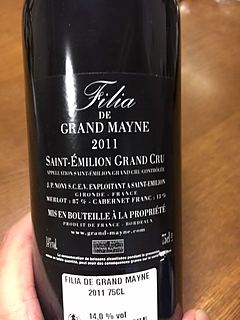 Filia
DE
GRAND MAYNE
2011
SAINT-ÉMILION GRAND CRU
APPELLATION SAINT-ÉMILION GRAND CRU CONTRÔLÉE
J.P. NONY S.C.E.V. EXPLOITANT A SAINT-EMILION
GIRONDE - FRANCE
MERLOT : 87 % - CABERNET FRANC : 13 %
MIS EN BOUTEILLE À LA PROPRIÉTÉ
PRODUIT DE FRANCE - BORDEAUX
www.grand-mayne.com
FILIA DE GRAND MAYNE
2011 75CL
14,0 % vol